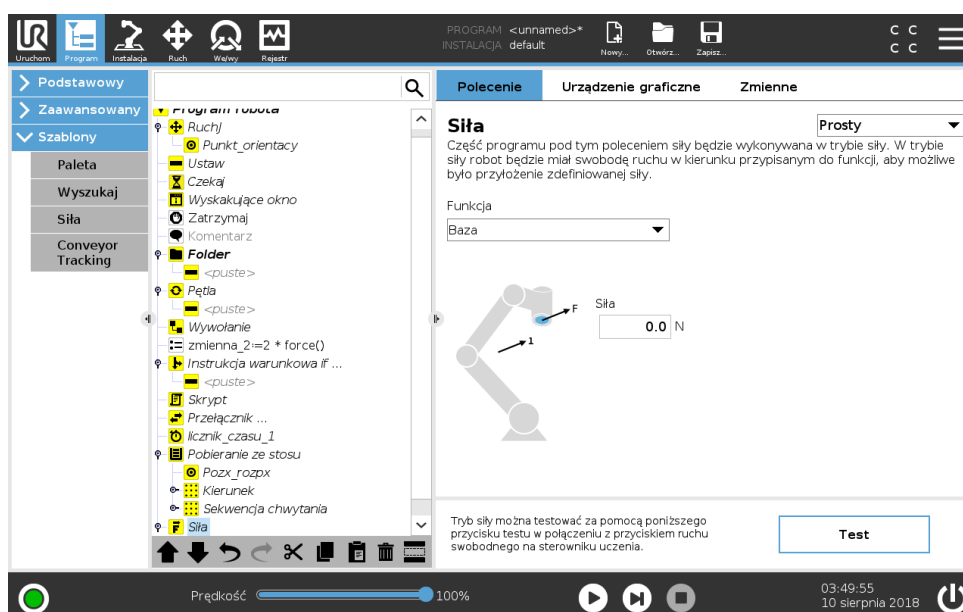 UR
PROGRAM <unnamed>*
INSTALACJA default
C C
C C
Uruchom Program Instalacja Ruch We/wy Rejestr Nowy... Otwórz... Zapisz...
Podstawowy
Zaawansowany
Szablony
Paleta
Wyszukaj
Siła
Conveyor
Tracking
Program robota
RuchJ
Punkt_orientacy
Ustaw
Czekaj
Wyskakujące okno
Zatrzymaj
Komentarz
Folder
<puste>
Pętla
<puste>
Wywołanie
zmienna_2:=2 * force()
Instrukcja warunkowa if ...
<puste>
Skrypt
Przełącznik ...
licznik_czasu_1
Pobieranie ze stosu
Pozx_rozpx
Kierunek
Sekwencja chwytania
Siła
Polecenie Urządzenie graficzne Zmienne
Siła
Prosty
Część programu pod tym poleceniem siły będzie wykonywana w trybie siły. W trybie
siły robot będzie miał swobodę ruchu w kierunku przypisanym do funkcji, aby możliwe
było przyłożenie zdefiniowanej siły.
Funkcja
Baza
F
1
Siła
0.0 N
Tryb siły można testować za pomocą poniższego
przycisku testu w połączeniu z przyciskiem ruchu
swobodnego na sterowniku uczenia.
Test
Prędkość 100%
03:49:55
10 sierpnia 2018